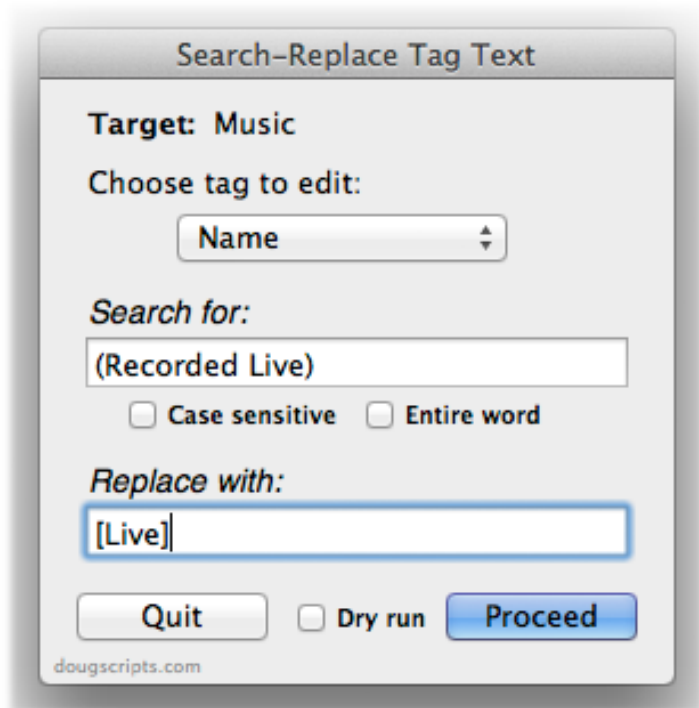 Search-Replace Tag Text
Target: Music
Choose tag to edit:
Name
Search for:
(Recorded Live)
Case sensitive Entire word
Replace with:
[Live]
Quit Dry run Proceed
dougscripts.com